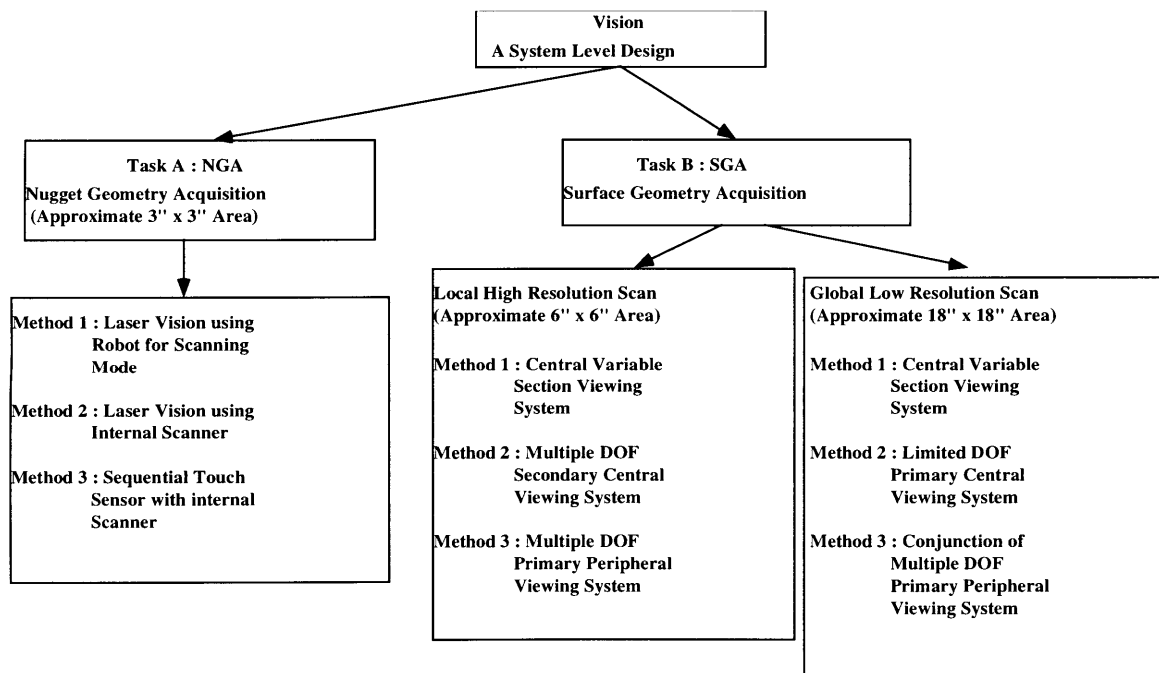 Vision
A System Level Design
Task A : NGA
Nugget Geometry Acquisition
(Approximate 3" x 3" Area)
Task B : SGA
Surface Geometry Acquisition
Method 1 : Laser Vision using
Robot for Scanning
Mode
Method 2 : Laser Vision using
Internal Scanner
Method 3 : Sequential Touch
Sensor with internal
Scanner
Local High Resolution Scan
(Approximate 6" x 6" Area)
Method 1 : Central Variable
Section Viewing
System
Method 2 : Multiple DOF
Secondary Central
Viewing System
Method 3 : Multiple DOF
Primary Peripheral
Viewing System
Global Low Resolution Scan
(Approximate 18" x 18" Area)
Method 1 : Central Variable
Section Viewing
System
Method 2 : Limited DOF
Primary Central
Viewing System
Method 3 : Conjunction of
Multiple DOF
Primary Peripheral
Viewing System